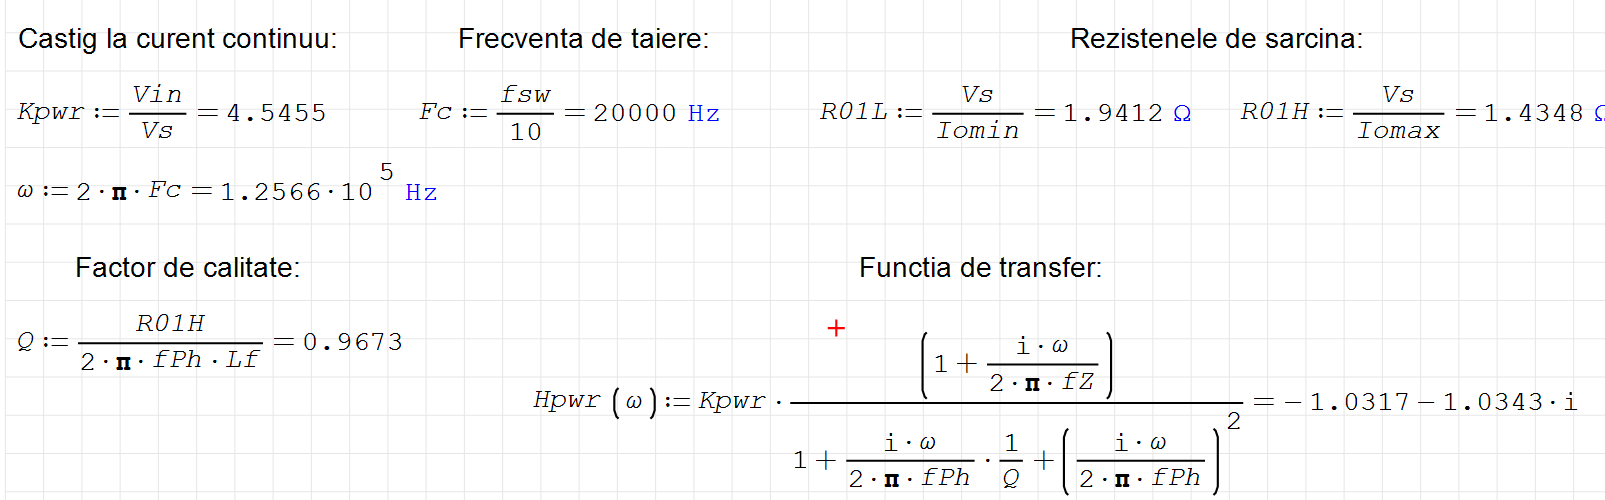 Castig la curent continuu: Frecventa de taiere: Rezistenele de sarcina:
Kpwr := Vin / Vs = 4.5455 Fc := fsw / 10 = 20000 Hz R01L := Vs / Iomin = 1.9412 Ω R01H := Vs / Iomax = 1.4348 Ω
ω := 2 · π · Fc = 1.2566 · 10^5 Hz
Factor de calitate: Functia de transfer:
Q := R01H / (2 · π · fPh · Lf) = 0.9673
Hpwr (ω) := Kpwr · (1 + (i · ω) / (2 · π · fZ)) / (1 + (i · ω) / (2 · π · fPh) · 1 / Q + ((i · ω) / (2 · π · fPh))^2) = −1.0317 − 1.0343 · i